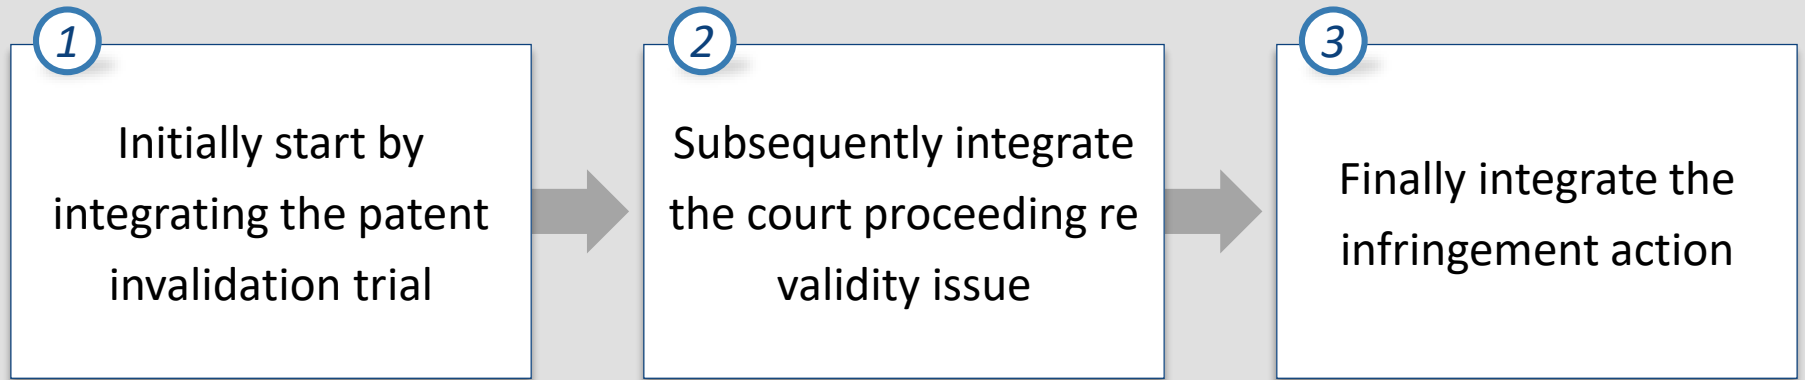 1
Initially start by
integrating the patent
invalidation trial
2
Subsequently integrate
the court proceeding re
validity issue
3
Finally integrate the
infringement action